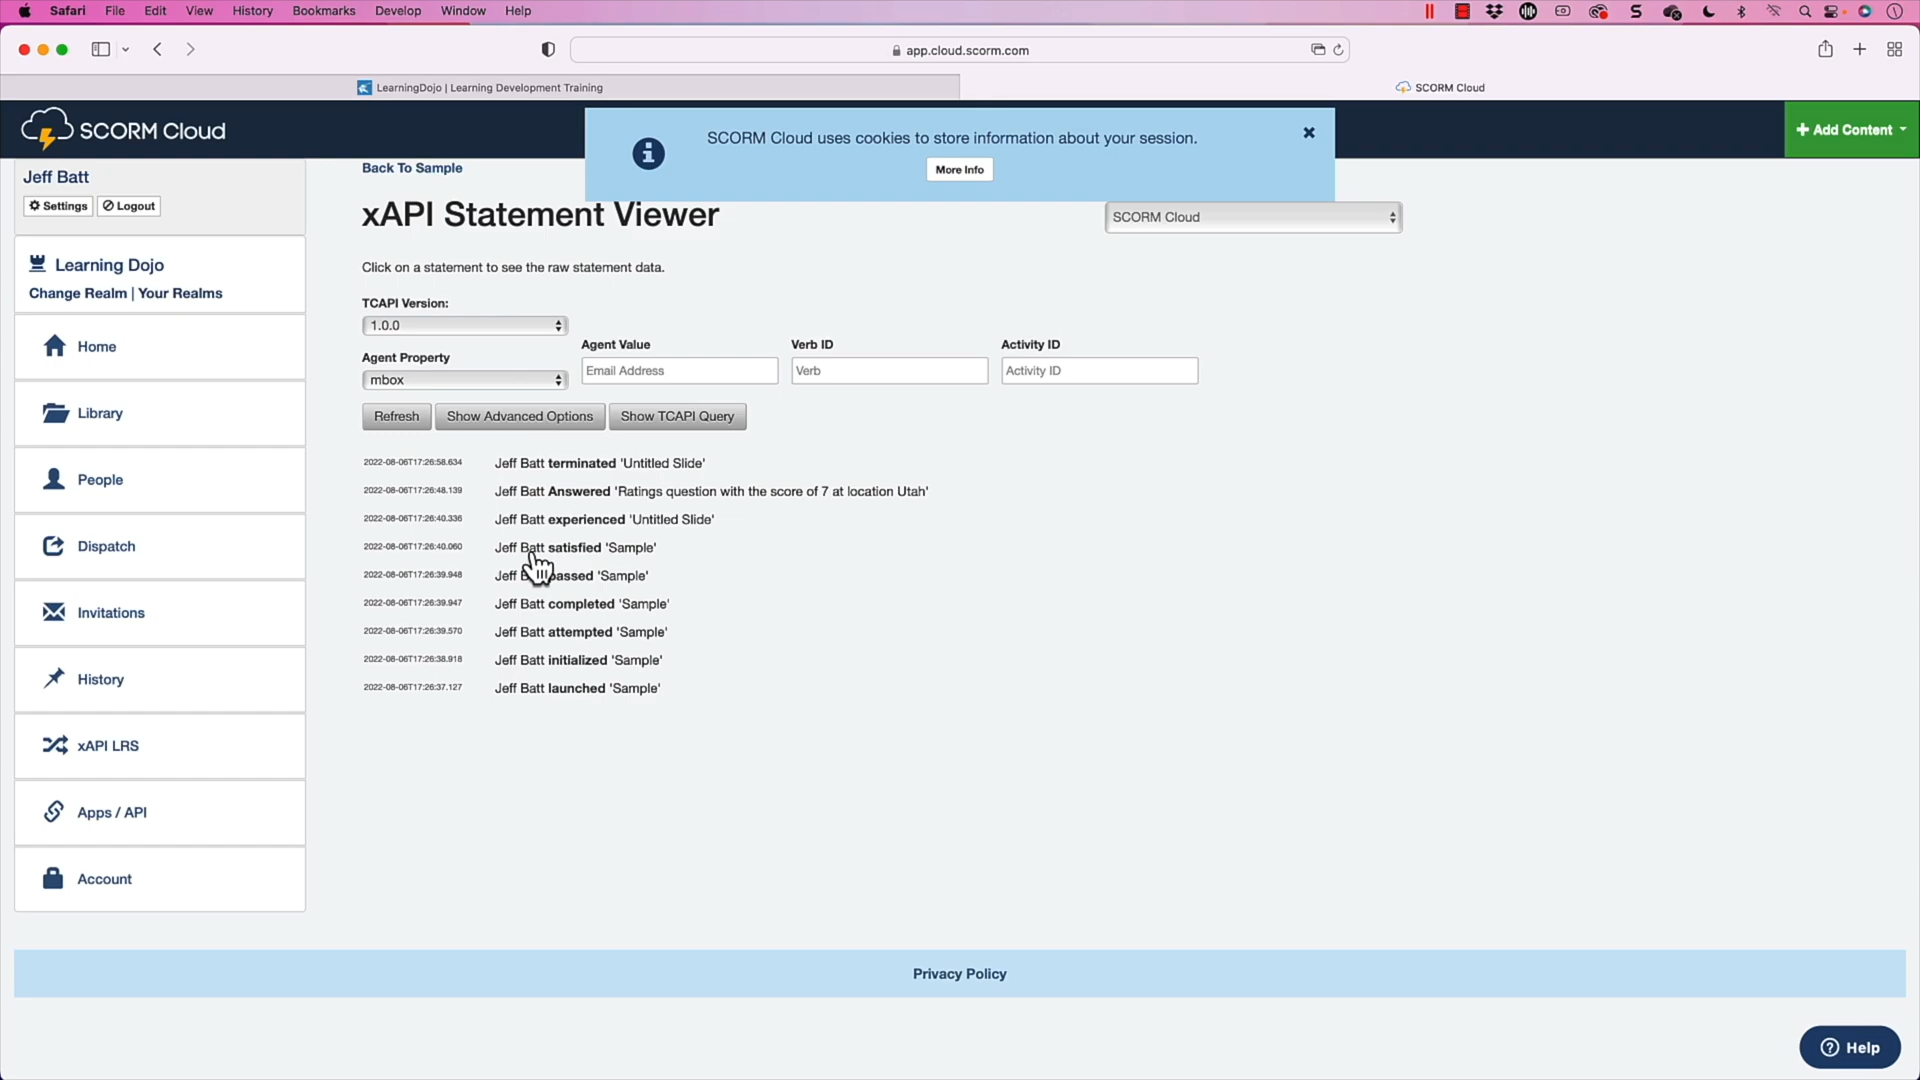 Safari File Edit View History Bookmarks Develop Window Help
app.cloud.scorm.com
LearningDojo | Learning Development Training
SCORM Cloud
SCORM Cloud
SCORM Cloud uses cookies to store information about your session.
More Info
+ Add Content
Jeff Batt
Settings
Logout
Learning Dojo
Change Realm | Your Realms
Home
Library
People
Dispatch
Invitations
History
xAPI LRS
Apps / API
Account
Back To Sample
xAPI Statement Viewer
SCORM Cloud
Click on a statement to see the raw statement data.
TCAPI Version:
1.0.0
Agent Property
mbox
Agent Value
Email Address
Verb ID
Verb
Activity ID
Activity ID
Refresh
Show Advanced Options
Show TCAPI Query
2022-08-06T17:26:58.634 Jeff Batt terminated 'Untitled Slide'
2022-08-06T17:26:48.139 Jeff Batt Answered 'Ratings question with the score of 7 at location Utah'
2022-08-06T17:26:40.336 Jeff Batt experienced 'Untitled Slide'
2022-08-06T17:26:40.060 Jeff Batt satisfied 'Sample'
2022-08-06T17:26:39.948 Jeff passed 'Sample'
2022-08-06T17:26:39.947 Jeff Batt completed 'Sample'
2022-08-06T17:26:39.570 Jeff Batt attempted 'Sample'
2022-08-06T17:26:38.918 Jeff Batt initialized 'Sample'
2022-08-06T17:26:37.127 Jeff Batt launched 'Sample'
Privacy Policy
Help